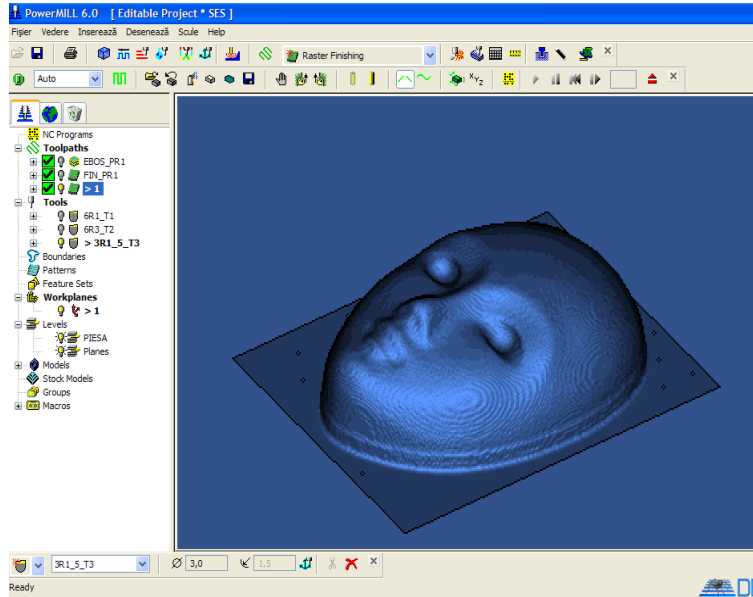 PowerMILL 6.0 [ Editable Project * SES ]
Fișier Vedere Inserează Desenează Scule Help
Raster Finishing
Auto
XYZ
NC Programs
Toolpaths
EBOS_PR1
FIN_PR1
> 1
Tools
6R1_T1
6R3_T2
> 3R1_5_T3
Boundaries
Patterns
Feature Sets
Workplanes
> 1
Levels
PIESA
Planes
Models
Stock Models
Groups
Macros
3R1_5_T3 3,0 1,5
Ready